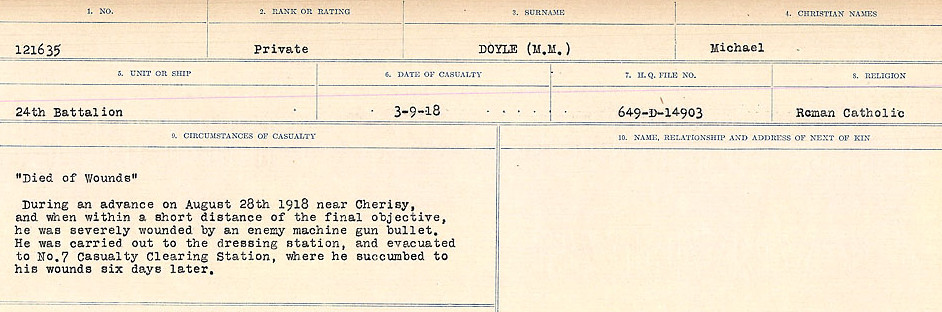 1. NO. 2. RANK OR RATING 3. SURNAME 4. CHRISTIAN NAMES
121635 Private DOYLE (M.M.) Michael
5. UNIT OR SHIP 6. DATE OF CASUALTY 7. H.Q. FILE NO. 8. RELIGION
24th Battalion 3-9-18 649-D-14903 Roman Catholic
9. CIRCUMSTANCES OF CASUALTY 10. NAME, RELATIONSHIP AND ADDRESS OF NEXT OF KIN
"Died of Wounds"
During an advance on August 28th 1918 near Cherisy,
and when within a short distance of the final objective,
he was severely wounded by an enemy machine gun bullet.
He was carried out to the dressing station, and evacuated
to No.7 Casualty Clearing Station, where he succumbed to
his wounds six days later.